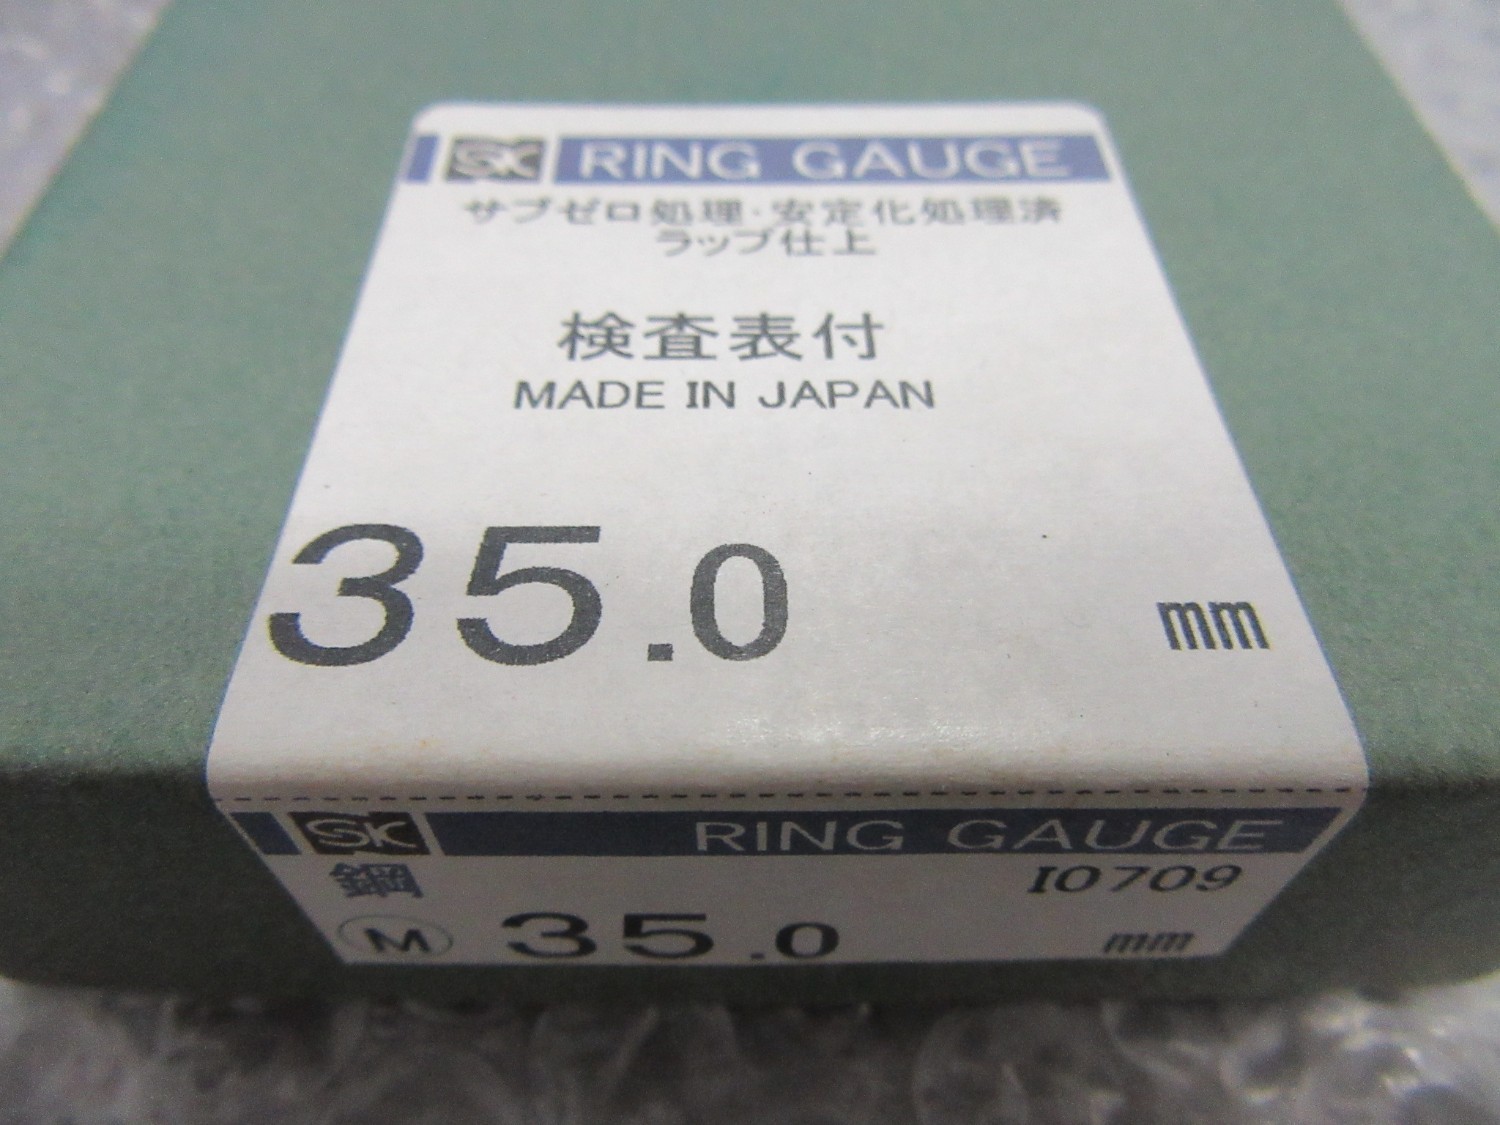 SK RING GAUGE
サブゼロ処理・安定化処理済
ラップ仕上
検査表付
MADE IN JAPAN
35.0 mm
SK RING GAUGE
鋼 I0709
M 35.0 mm